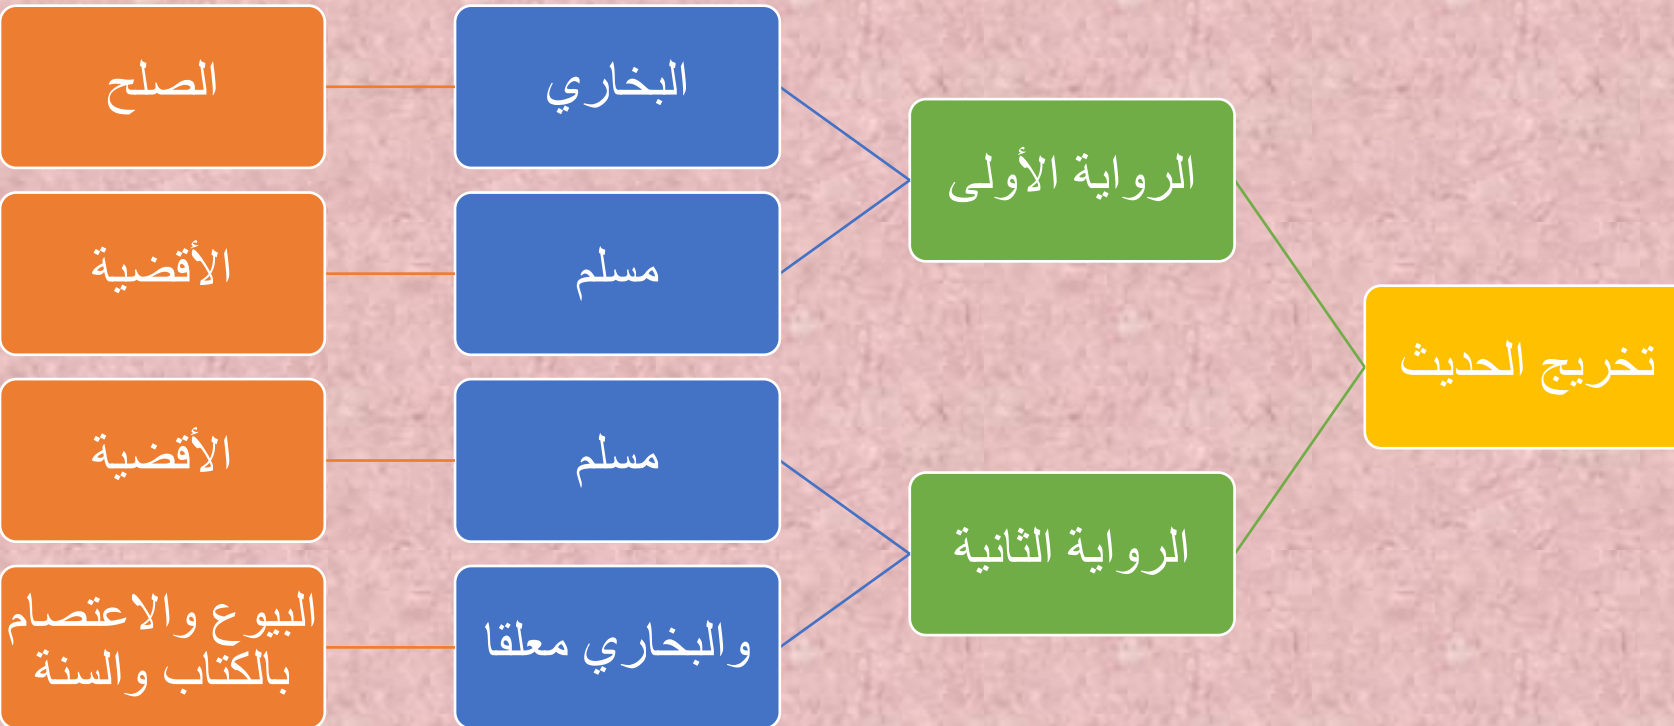 تخريج الحديث
الرواية الأولى
البخاري
الصلح
مسلم
الأقضية
الرواية الثانية
مسلم
الأقضية
والبخاري معلقا
البيوع والاعتصام
بالكتاب والسنة